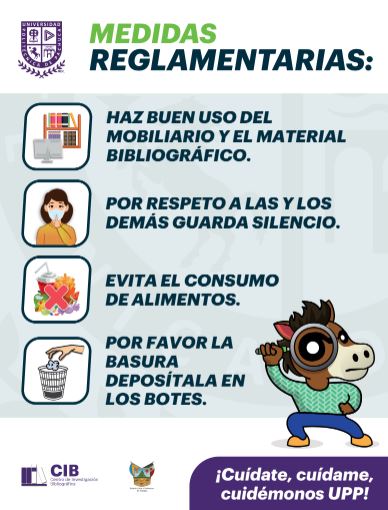 UNIVERSIDAD
POLITÉCNICA DE PACHUCA
MEDIDAS
REGLAMENTARIAS:
HAZ BUEN USO DEL
MOBILIARIO Y EL MATERIAL
BIBLIOGRÁFICO.
POR RESPETO A LAS Y LOS
DEMÁS GUARDA SILENCIO.
EVITA EL CONSUMO
DE ALIMENTOS.
POR FAVOR LA
BASURA
DEPOSÍTALA EN
LOS BOTES.
CIB
Centro de Investigación
Bibliográfica
¡Cuídate, cuídame,
cuidémonos UPP!